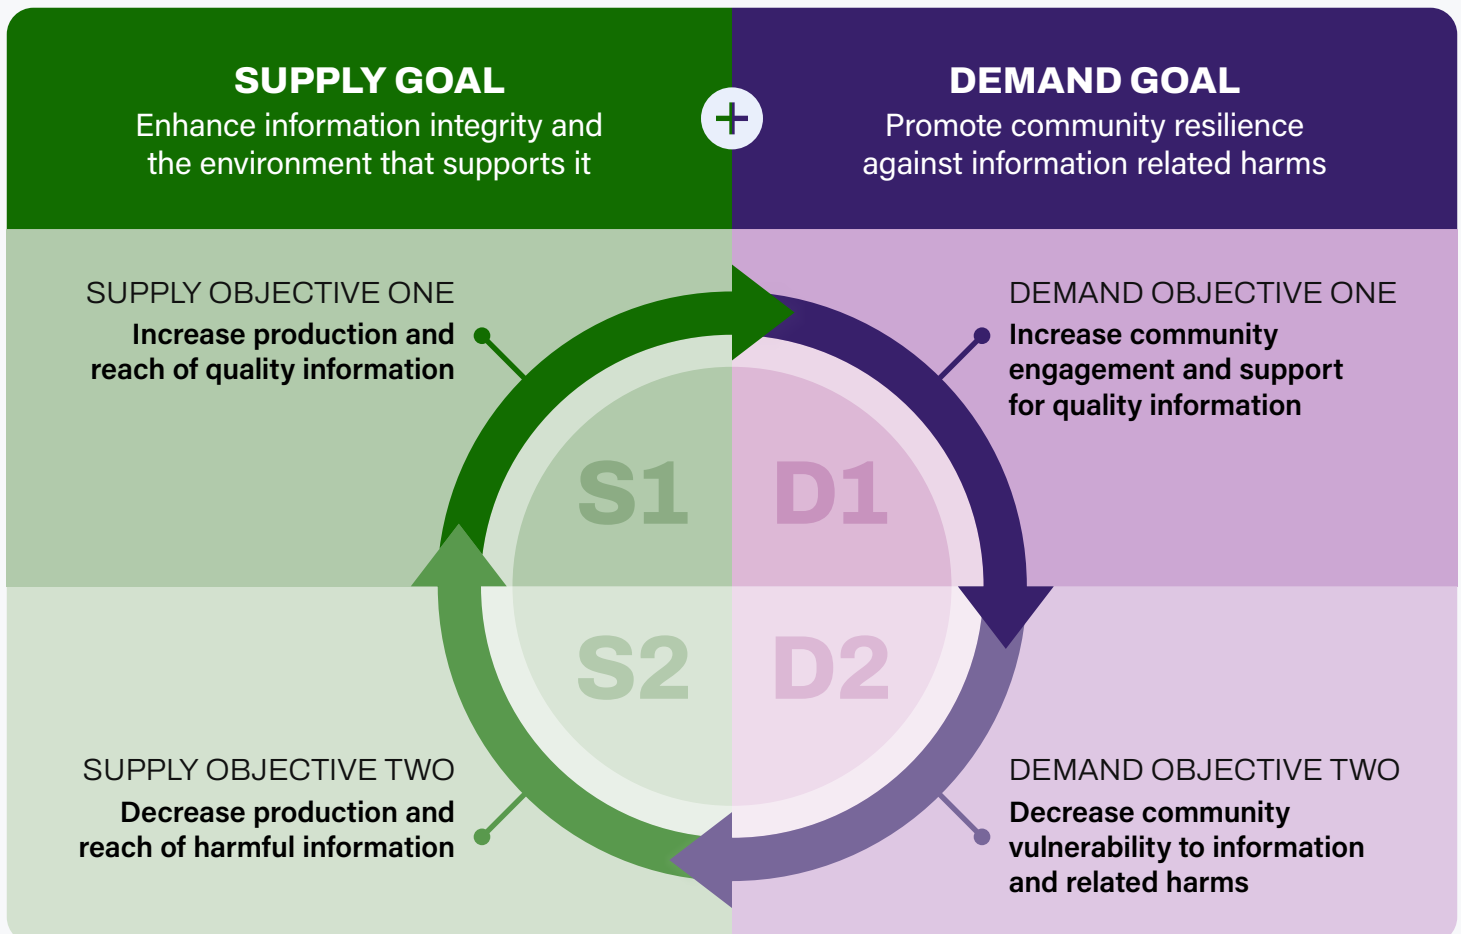 SUPPLY GOAL
Enhance information integrity and
the environment that supports it
+
DEMAND GOAL
Promote community resilience
against information related harms
SUPPLY OBJECTIVE ONE
Increase production and
reach of quality information
DEMAND OBJECTIVE ONE
Increase community
engagement and support
for quality information
S1
D1
S2
D2
SUPPLY OBJECTIVE TWO
Decrease production and
reach of harmful information
DEMAND OBJECTIVE TWO
Decrease community
vulnerability to information
and related harms